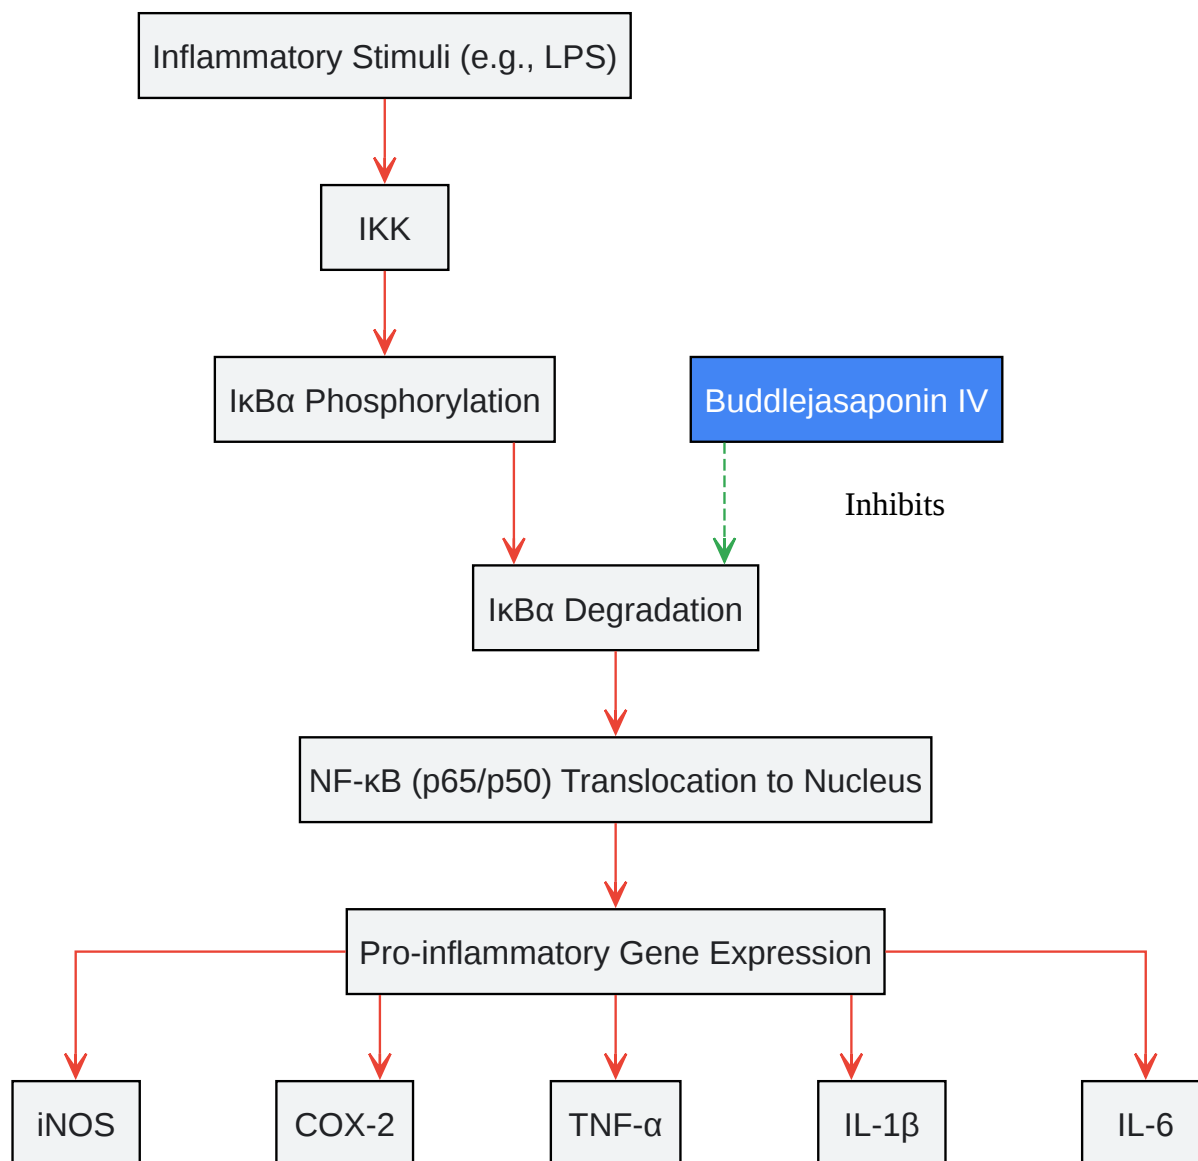 Inflammatory Stimuli (e.g., LPS)
IKK
IκBα Phosphorylation
Buddlejasaponin IV
Inhibits
IκBα Degradation
NF-κB (p65/p50) Translocation to Nucleus
Pro-inflammatory Gene Expression
iNOS
COX-2
TNF-α
IL-1β
IL-6